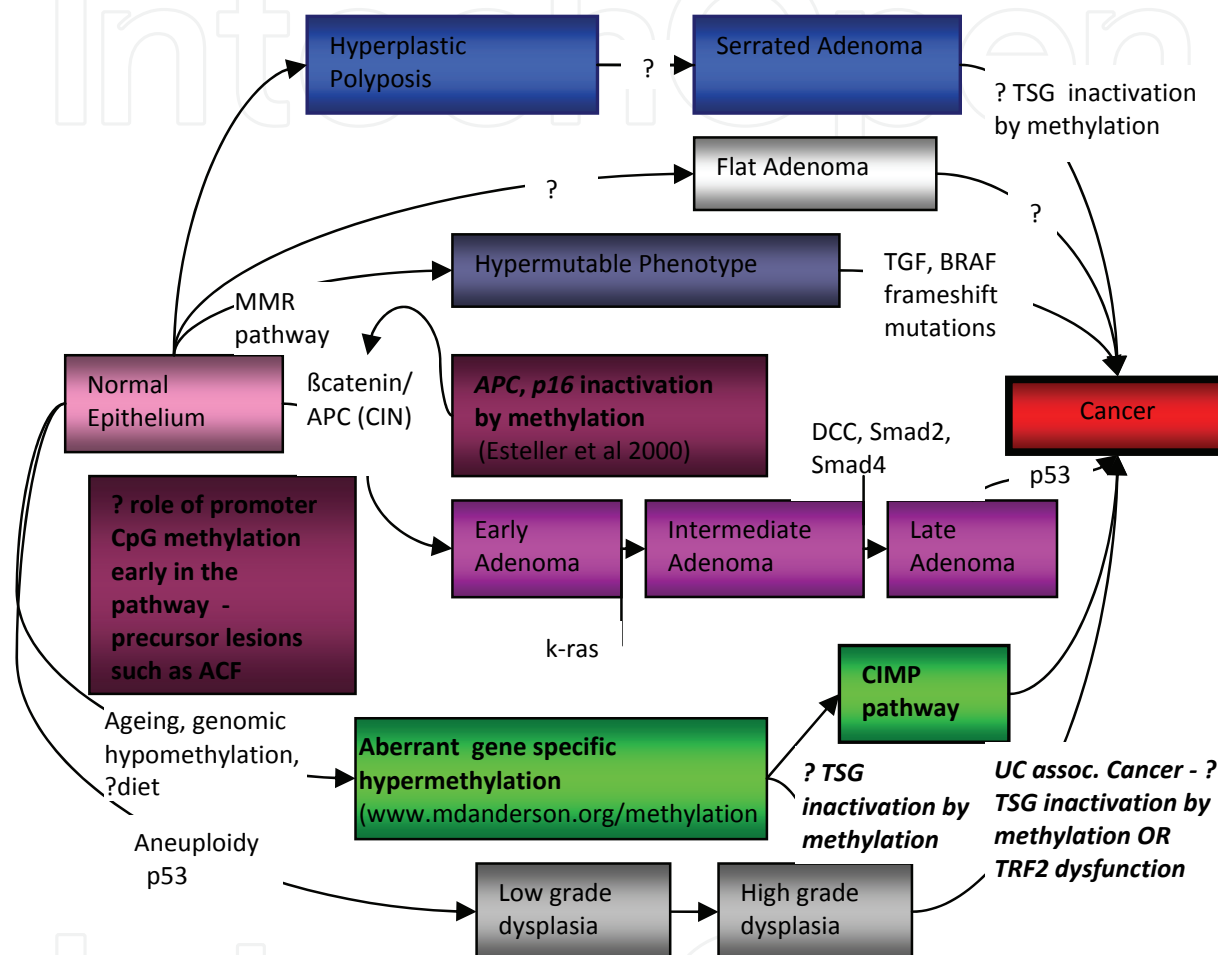 IntechOpen
Hyperplastic
Polyposis
?
Serrated Adenoma
? TSG inactivation
by methylation
Flat Adenoma
?
?
Hypermutable Phenotype
TGF, BRAF
frameshift
mutations
MMR
pathway
Normal
Epithelium
ßcatenin/
APC (CIN)
APC, p16 inactivation
by methylation
(Esteller et al 2000)
Cancer
DCC, Smad2,
Smad4
p53
? role of promoter
CpG methylation
early in the
pathway -
precursor lesions
such as ACF
Early
Adenoma
Intermediate
Adenoma
Late
Adenoma
k-ras
CIMP
pathway
Ageing, genomic
hypomethylation,
?diet
Aberrant gene specific
hypermethylation
(www.mdanderson.org/methylation
? TSG
inactivation by
methylation
UC assoc. Cancer - ?
TSG inactivation by
methylation OR
TRF2 dysfunction
Aneuploidy
p53
Low grade
dysplasia
High grade
dysplasia